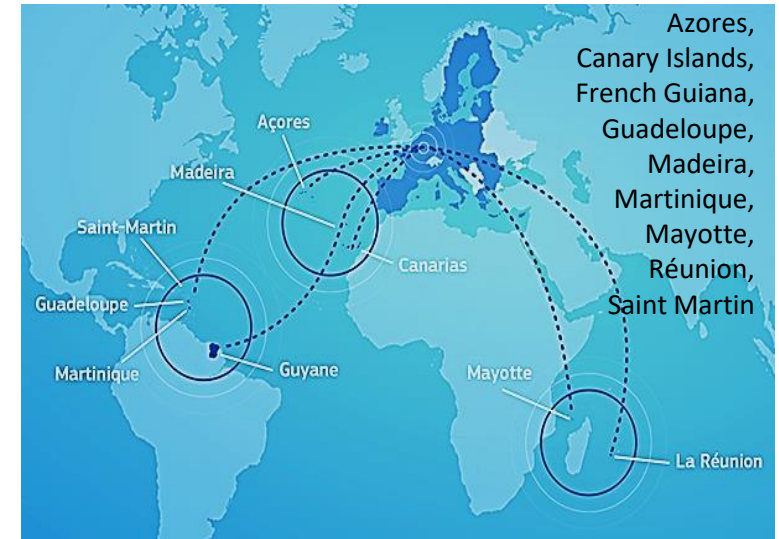 Azores,
Canary Islands,
French Guiana,
Guadeloupe,
Madeira,
Martinique,
Mayotte,
Réunion,
Saint Martin
Açores
Madeira
Saint-Martin
Canarias
Guadeloupe
Martinique
Guyane
Mayotte
La Réunion